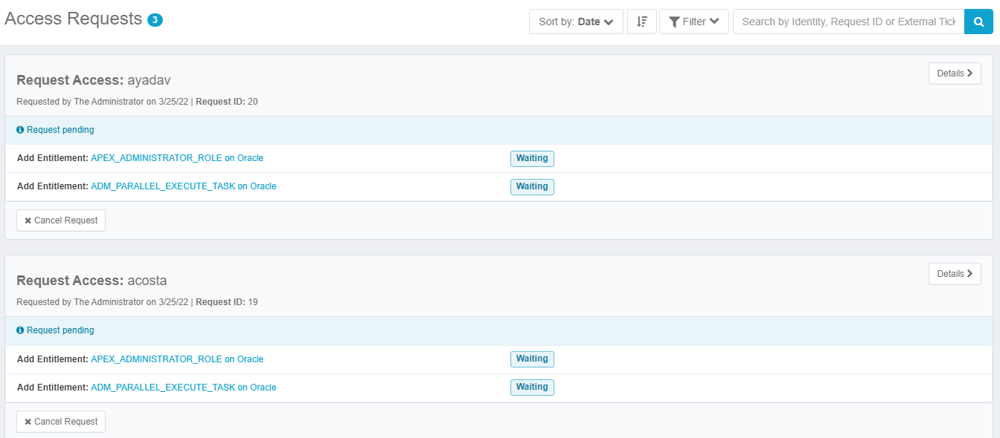 Access Requests 3
Sort by: Date
Filter
Search by Identity, Request ID or External Tick
Request Access: ayadav
Details
Requested by The Administrator on 3/25/22 | Request ID: 20
Request pending
Add Entitlement: APEX_ADMINISTRATOR_ROLE on Oracle Waiting
Add Entitlement: ADM_PARALLEL_EXECUTE_TASK on Oracle Waiting
Cancel Request
Request Access: acosta
Details
Requested by The Administrator on 3/25/22 | Request ID: 19
Request pending
Add Entitlement: APEX_ADMINISTRATOR_ROLE on Oracle Waiting
Add Entitlement: ADM_PARALLEL_EXECUTE_TASK on Oracle Waiting
Cancel Request